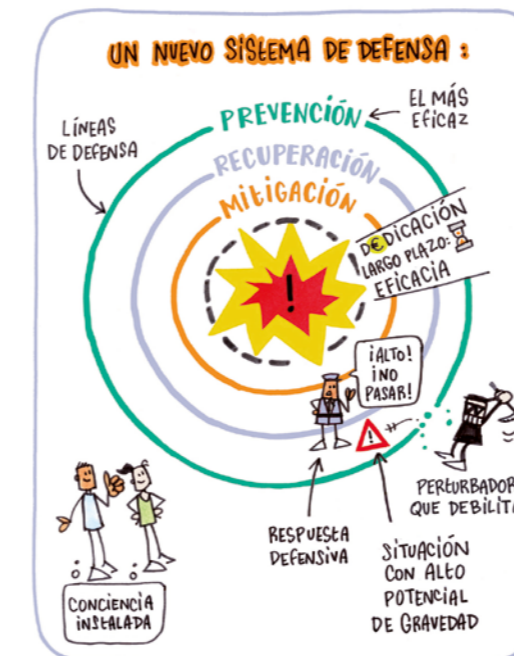 UN NUEVO SISTEMA DE DEFENSA :
LÍNEAS
DE DEFENSA
PREVENCIÓN
EL MÁS
EFICAZ
RECUPERACIÓN
MITIGACIÓN
!
D€DICACIÓN
LARGO PLAZO:
EFICACIA
¡ALTO!
¡NO
PASAR!
!
PERTURBADOR
QUE DEBILITA
RESPUESTA
DEFENSIVA
SITUACIÓN
CON ALTO
POTENCIAL
DE GRAVEDAD
CONCIENCIA
INSTALADA